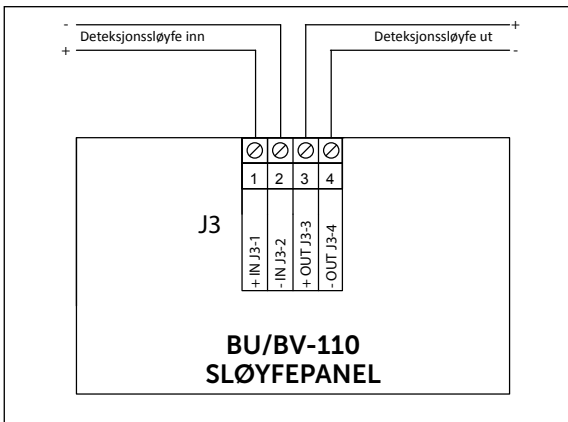 - Deteksjonssløyfe inn
+
Deteksjonssløyfe ut +
-
1 2 3 4
J3
+ IN J3-1
- IN J3-2
+ OUT J3-3
- OUT J3-4
BU/BV-110
SLØYFEPANEL